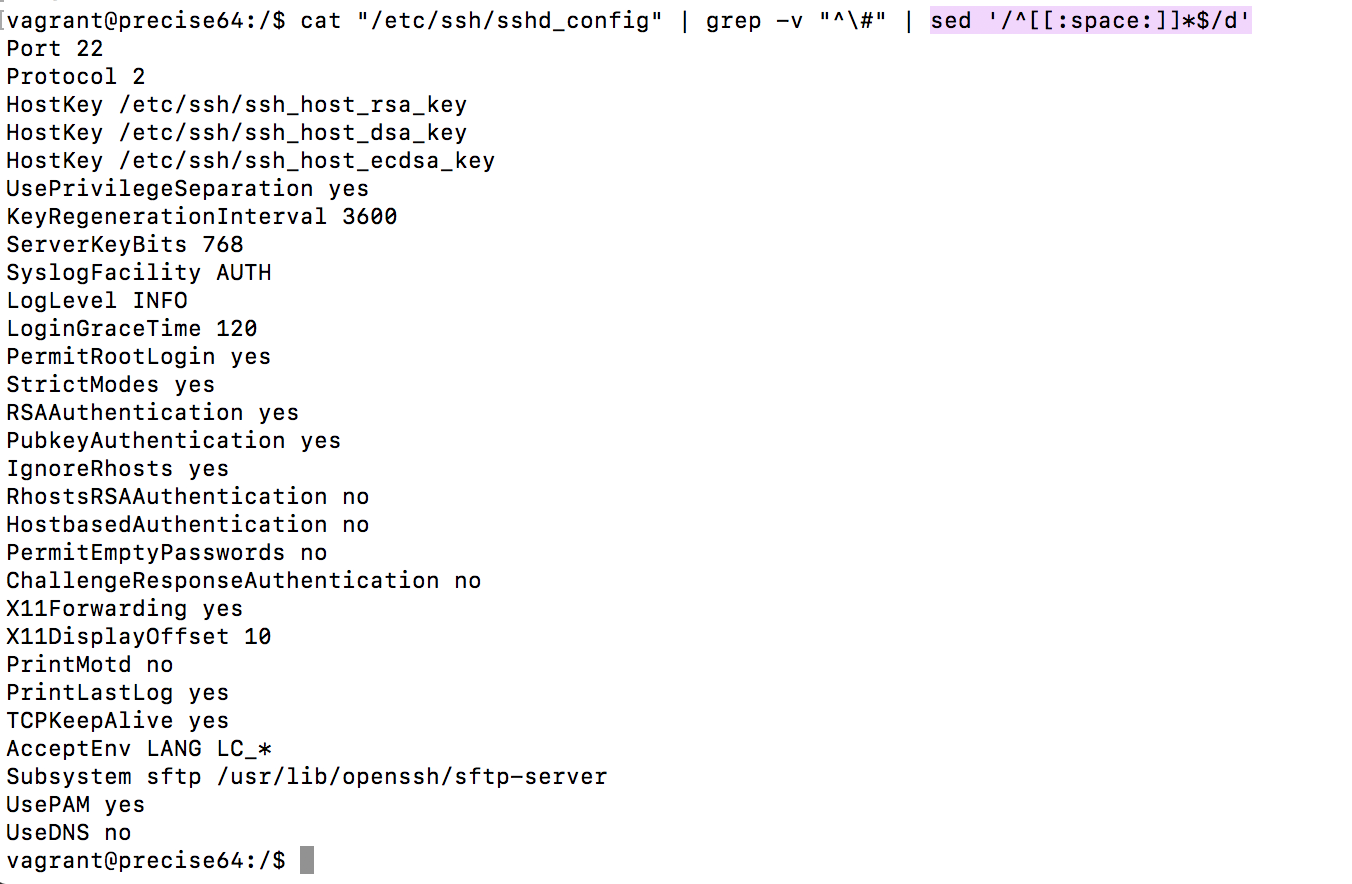 vagrant@precise64:/$ cat "/etc/ssh/sshd_config" | grep -v "^\#" | sed '/^[[:space:]]*$/d'
Port 22
Protocol 2
HostKey /etc/ssh/ssh_host_rsa_key
HostKey /etc/ssh/ssh_host_dsa_key
HostKey /etc/ssh/ssh_host_ecdsa_key
UsePrivilegeSeparation yes
KeyRegenerationInterval 3600
ServerKeyBits 768
SyslogFacility AUTH
LogLevel INFO
LoginGraceTime 120
PermitRootLogin yes
StrictModes yes
RSAAuthentication yes
PubkeyAuthentication yes
IgnoreRhosts yes
RhostsRSAAuthentication no
HostbasedAuthentication no
PermitEmptyPasswords no
ChallengeResponseAuthentication no
X11Forwarding yes
X11DisplayOffset 10
PrintMotd no
PrintLastLog yes
TCPKeepAlive yes
AcceptEnv LANG LC_*
Subsystem sftp /usr/lib/openssh/sftp-server
UsePAM yes
UseDNS no
vagrant@precise64:/$